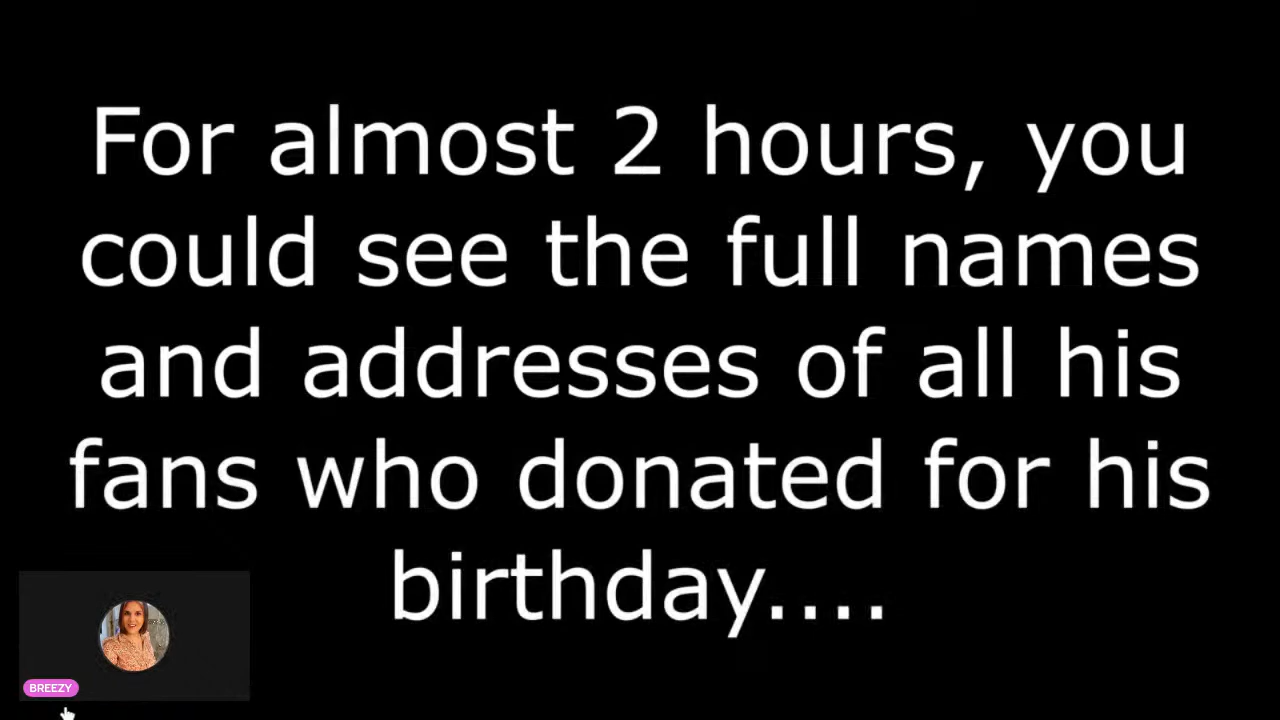 For almost 2 hours, you
could see the full names
and addresses of all his
fans who donated for his
birthday....
BREEZY